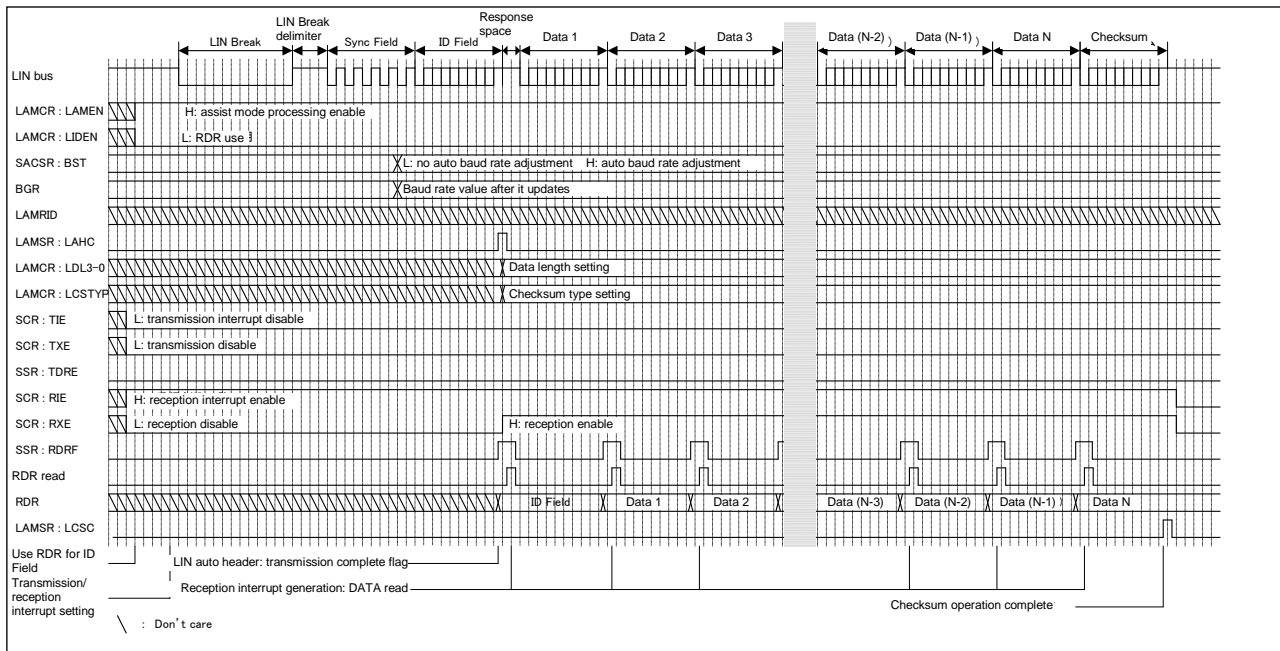 LIN Break
LIN Break
delimiter
Sync Field
ID Field
Response
space
Data 1
Data 2
Data 3
Data (N-2)
Data (N-1)
Data N
Checksum
LIN bus
LAMCR : LAMEN
H: assist mode processing enable
LAMCR : LIDEN
L: RDR use
SACSR : BST
L: no auto baud rate adjustment H: auto baud rate adjustment
BGR
Baud rate value after it updates
LAMRID
LAMSR : LAHC
LAMCR : LDL3-0
Data length setting
LAMCR : LCSTYP
Checksum type setting
SCR : TIE
L: transmission interrupt disable
SCR : TXE
L: transmission disable
SSR : TDRE
SCR : RIE
H: reception interrupt enable
SCR : RXE
L: reception disable
H: reception enable
SSR : RDRF
RDR read
RDR
ID Field
Data 1
Data 2
Data (N-3)
Data (N-2)
Data (N-1)
Data N
LAMSR : LCSC
Use RDR for ID
Field
LIN auto header: transmission complete flag
Transmission/
reception
interrupt setting
Reception interrupt generation: DATA read
Checksum operation complete
: Don't care